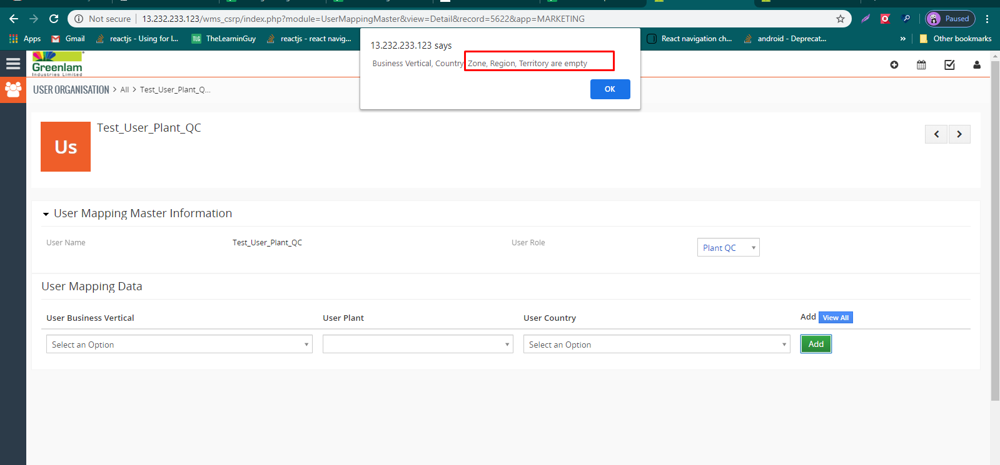 Not secure 13.232.233.123/wms_csrp/index.php?module=UserMappingMaster&view=Detail&record=5622&app=MARKETING Paused
Apps Gmail reactjs - Using for l... TLG TheLearninGuy reactjs - react navig... React navigation ch... android - Deprecat... » Other bookmarks
13.232.233.123 says
Business Vertical, Country Zone, Region, Territory are empty
OK
Greenlam
Industries Limited
USER ORGANISATION > All > Test_User_Plant_Q...
Us
Test_User_Plant_QC
User Mapping Master Information
User Name Test_User_Plant_QC User Role Plant QC
User Mapping Data
User Business Vertical User Plant User Country Add View All
Select an Option Select an Option Add